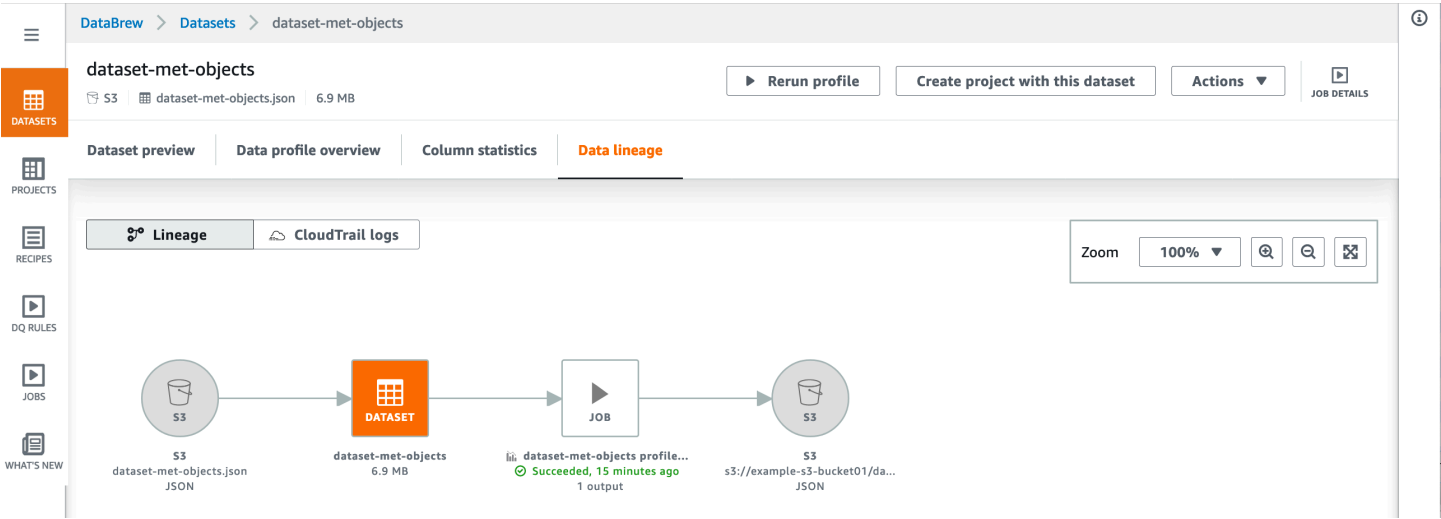 DataBrew > Datasets > dataset-met-objects
dataset-met-objects
S3 dataset-met-objects.json 6.9 MB
Rerun profile
Create project with this dataset
Actions
JOB DETAILS
DATASETS
PROJECTS
RECIPES
DQ RULES
JOBS
WHAT'S NEW
Dataset preview Data profile overview Column statistics Data lineage
Lineage CloudTrail logs
Zoom 100%
S3
S3
dataset-met-objects.json
JSON
DATASET
dataset-met-objects
6.9 MB
JOB
dataset-met-objects profile...
Succeeded, 15 minutes ago
1 output
S3
S3
s3://example-s3-bucket01/da...
JSON